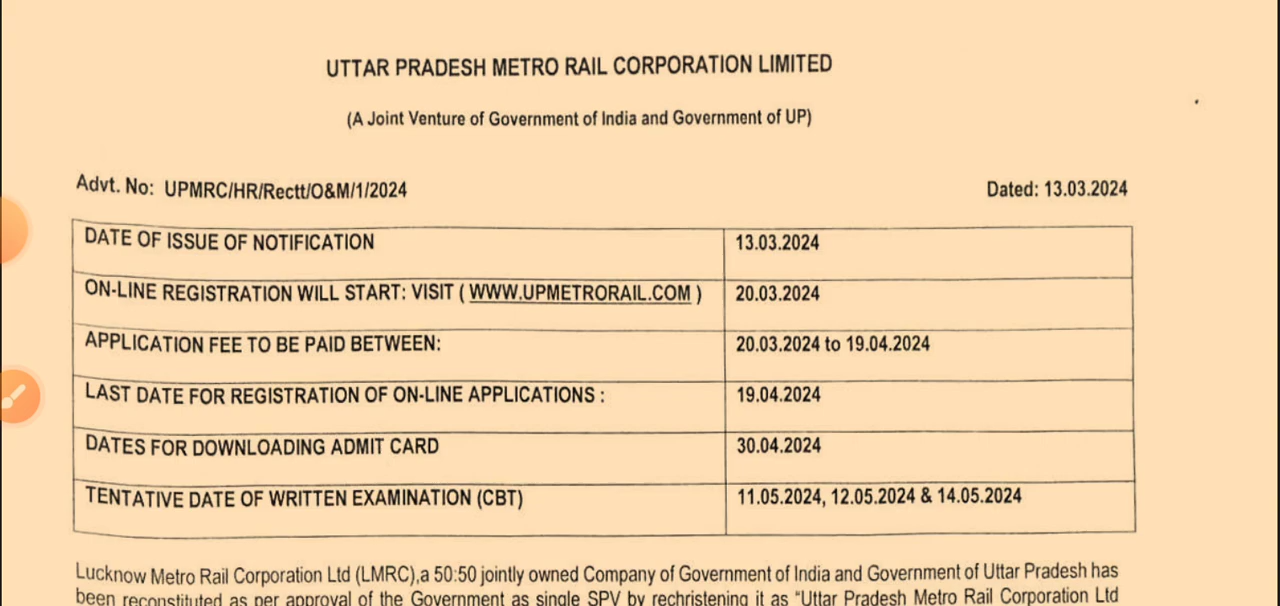 UTTAR PRADESH METRO RAIL CORPORATION LIMITED
(A Joint Venture of Government of India and Government of UP)
Advt. No: UPMRC/HR/Rectt/O&M/1/2024 Dated: 13.03.2024
DATE OF ISSUE OF NOTIFICATION 13.03.2024
ON-LINE REGISTRATION WILL START: VISIT ( WWW.UPMETRORAIL.COM ) 20.03.2024
APPLICATION FEE TO BE PAID BETWEEN: 20.03.2024 to 19.04.2024
LAST DATE FOR REGISTRATION OF ON-LINE APPLICATIONS : 19.04.2024
DATES FOR DOWNLOADING ADMIT CARD 30.04.2024
TENTATIVE DATE OF WRITTEN EXAMINATION (CBT) 11.05.2024, 12.05.2024 & 14.05.2024
Lucknow Metro Rail Corporation Ltd (LMRC),a 50:50 jointly owned Company of Government of India and Government of Uttar Pradesh has
been reconstituted as per approval of the Government as single SPV by rechristening it as “Uttar Pradesh Metro Rail Corporation Ltd